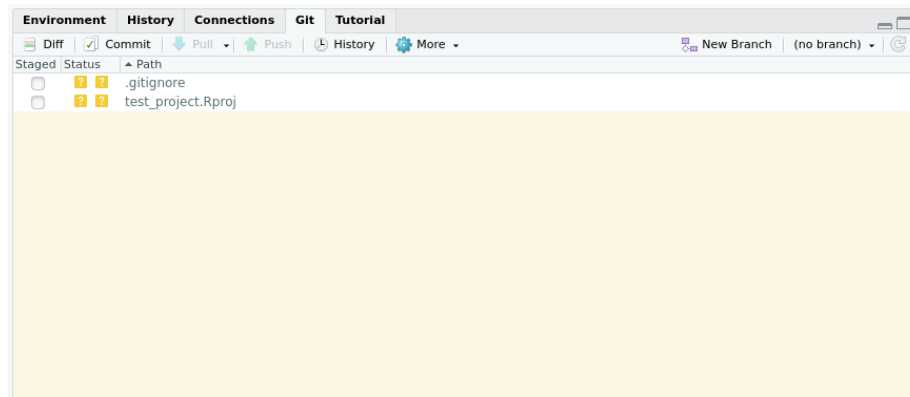 Environment History Connections Git Tutorial
Diff Commit Pull Push History More New Branch (no branch)
Staged Status Path
? ? .gitignore
? ? test_project.Rproj